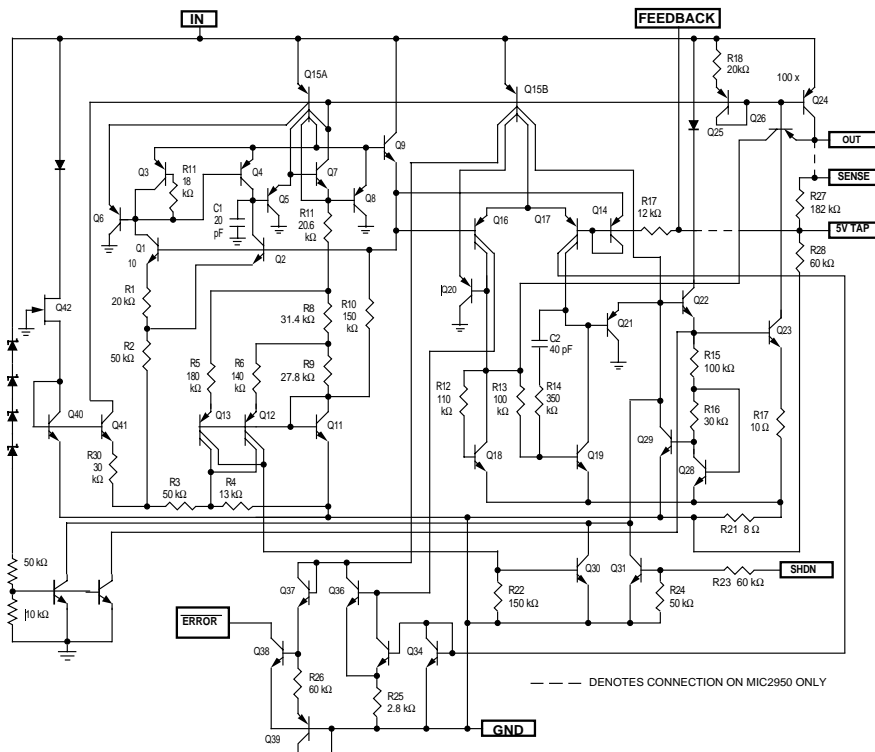 IN
FEEDBACK
R18
20kΩ
Q15A
Q15B
100 x
Q24
Q26
Q25
OUT
SENSE
R27
182 kΩ
5V TAP
R28
60 kΩ
Q3
R11
18
kΩ
Q4
Q9
Q7
Q5
Q8
Q6
C1
20
pF
R11
20.6
kΩ
Q16
Q17
Q14
R17
12 kΩ
Q1
10
Q2
Q42
R1
20 kΩ
R2
50 kΩ
R8
31.4 kΩ
R10
150
kΩ
Q20
Q21
Q22
Q23
C2
40 pF
R15
100 kΩ
R5
180
kΩ
R6
140
kΩ
R9
27.8 kΩ
R12
110
kΩ
R13
100
kΩ
R14
350
kΩ
R16
30 kΩ
R17
10 Ω
Q40
Q41
Q13
Q12
Q11
Q29
Q18
Q19
Q28
R30
30
kΩ
R3
50 kΩ
R4
13 kΩ
R21 8 Ω
50 kΩ
10 kΩ
Q30
Q31
R23 60 kΩ
SHDN
R22
150 kΩ
R24
50 kΩ
Q37
Q36
ERROR
Q38
Q34
R26
60 kΩ
R25
2.8 kΩ
DENOTES CONNECTION ON MIC2950 ONLY
GND
Q39